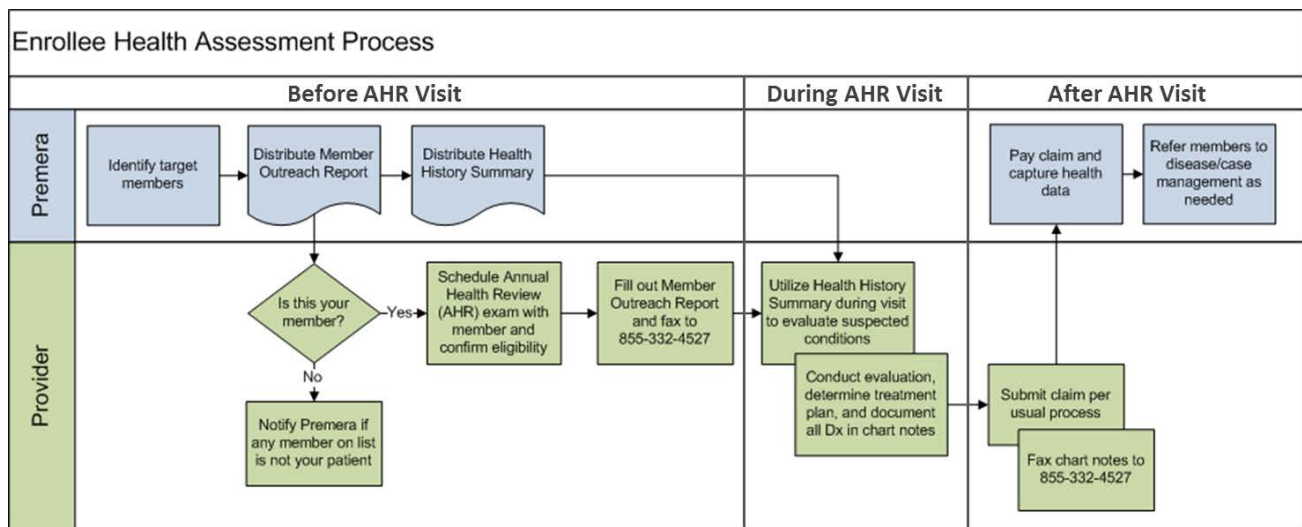 Enrollee Health Assessment Process
Before AHR Visit
During AHR Visit
After AHR Visit
Premera
Identify target
members
Distribute Member
Outreach Report
Distribute Health
History Summary
Pay claim and
capture health
data
Refer members to
disease/case
management as
needed
Provider
Is this your
member?
Yes
No
Notify Premera if
any member on list
is not your patient
Schedule Annual
Health Review
(AHR) exam with
member and
confirm eligibility
Fill out Member
Outreach Report
and fax to
855-332-4527
Utilize Health History
Summary during visit
to evaluate suspected
conditions
Conduct evaluation,
determine treatment
plan, and document
all Dx in chart notes
Submit claim per
usual process
Fax chart notes to
855-332-4527